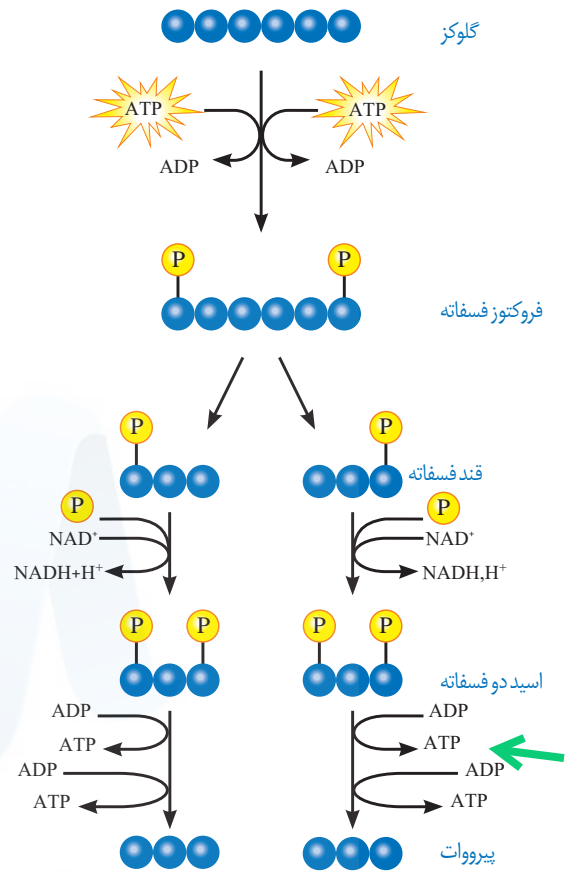 گلوکز
ATP
ATP
ADP
ADP
P
P
فروکتوز فسفاته
P
P
قند فسفاته
P
P
NAD⁺
NAD⁺
NADH+H⁺
NADH,H⁺
P
P
P
P
اسید دو فسفاته
ADP
ADP
ATP
ATP
ADP
ADP
ATP
ATP
پیرووات